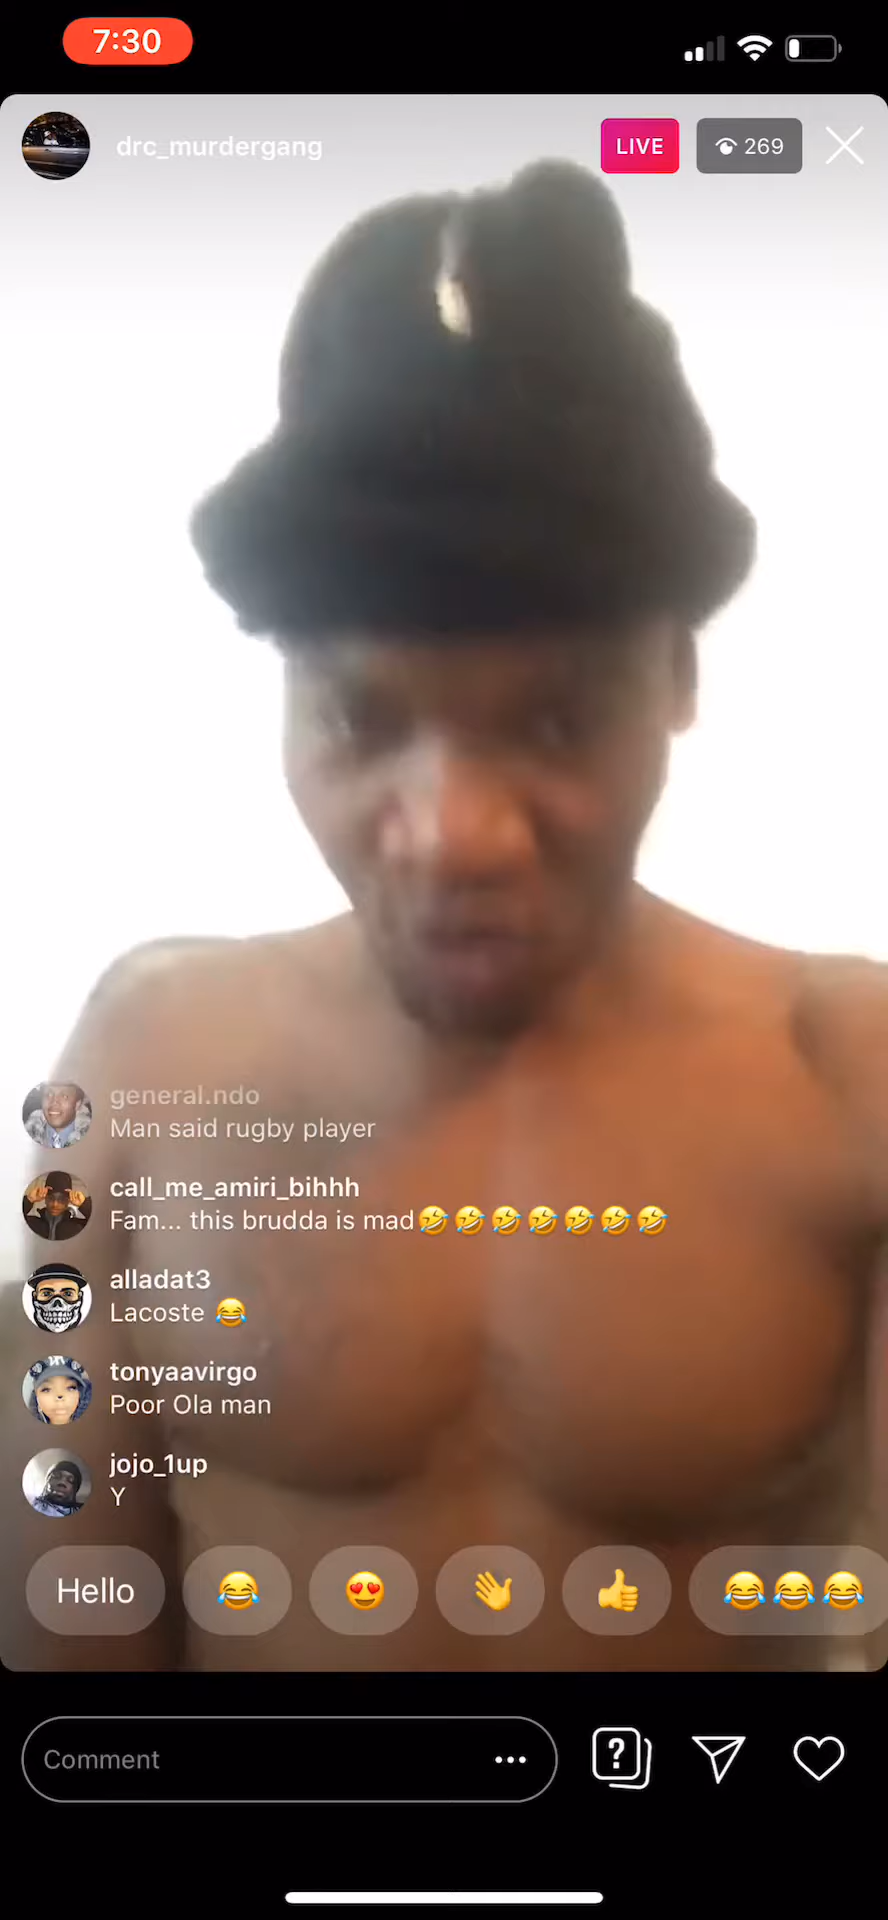 7:30
drc_murdergang
LIVE
269
general.ndo
Man said rugby player
call_me_amiri_bihhh
Fam... this brudda is mad🤣🤣🤣🤣🤣🤣🤣
alladat3
Lacoste 😂
tonyaavirgo
Poor Ola man
jojo_1up
Y
Hello 😂 😍 👋 👍 😂😂😂
Comment